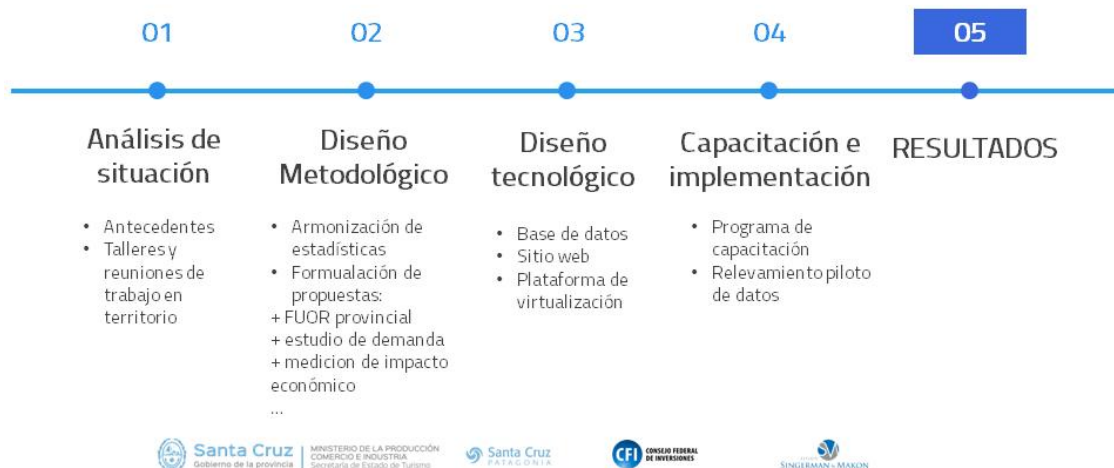 01
02
03
04
05
Análisis de
situación
• Antecedentes
• Talleres y
reuniones de
trabajo en
territorio
Diseño
Metodológico
• Armonización de
estadísticas
• Formualación de
propuestas:
+ FUOR provincial
+ estudio de demanda
+ medicion de impacto
económico
...
Diseño
tecnológico
• Base de datos
• Sitio web
• Plataforma de
virtualización
Capacitación e
implementación
• Programa de
capacitación
• Relevamiento piloto
de datos
RESULTADOS
Santa Cruz
Gobierno de la provincia
MINISTERIO DE LA PRODUCCIÓN
COMERCIO E INDUSTRIA
Secretaría de Estado de Turismo
Santa Cruz
PATAGONIA
CFI
CONSEJO FEDERAL
DE INVERSIONES
SINGERMAN & MAKON